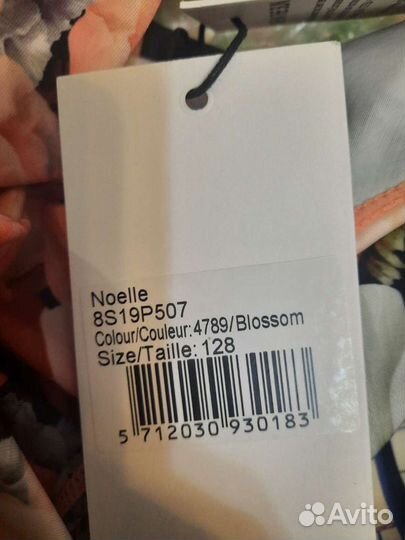 Noelle
8S19P507
Colour/Couleur: 4789/Blossom
Size/Taille: 128
5 712030 930183
Avito